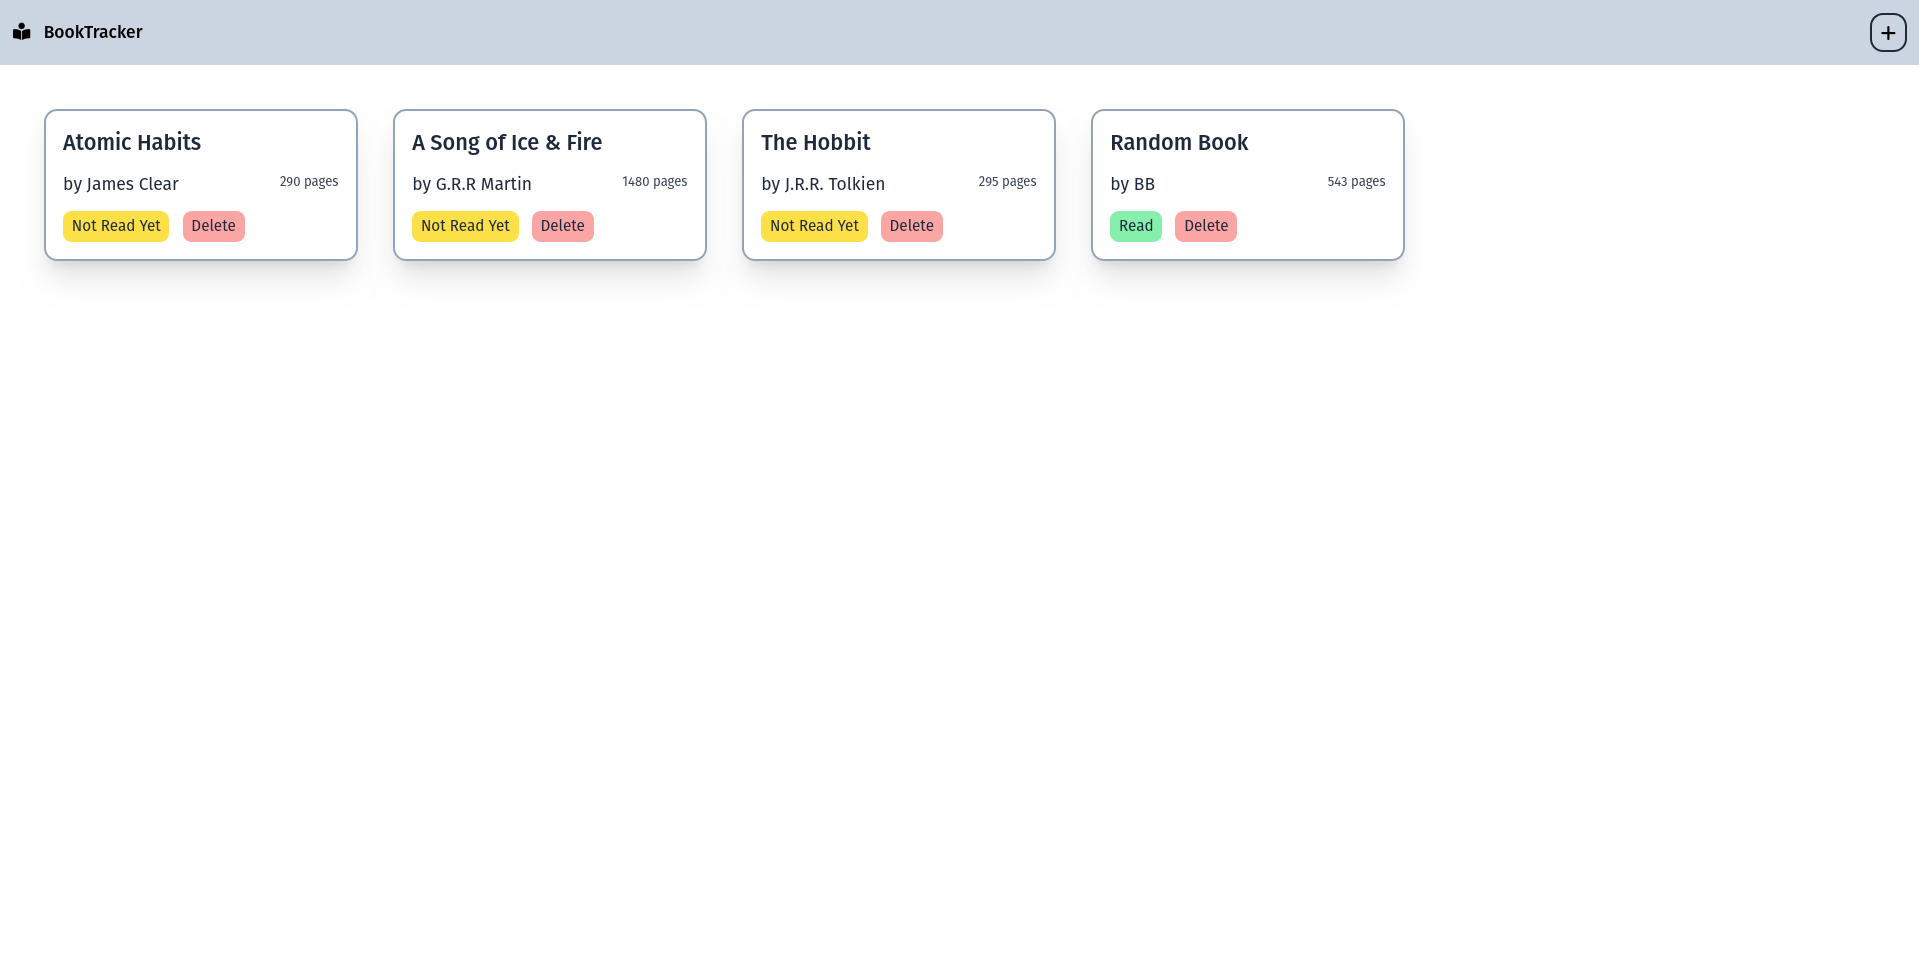 BookTracker
Atomic Habits
by James Clear 290 pages
Not Read Yet Delete
A Song of Ice & Fire
by G.R.R Martin 1480 pages
Not Read Yet Delete
The Hobbit
by J.R.R. Tolkien 295 pages
Not Read Yet Delete
Random Book
by BB 543 pages
Read Delete